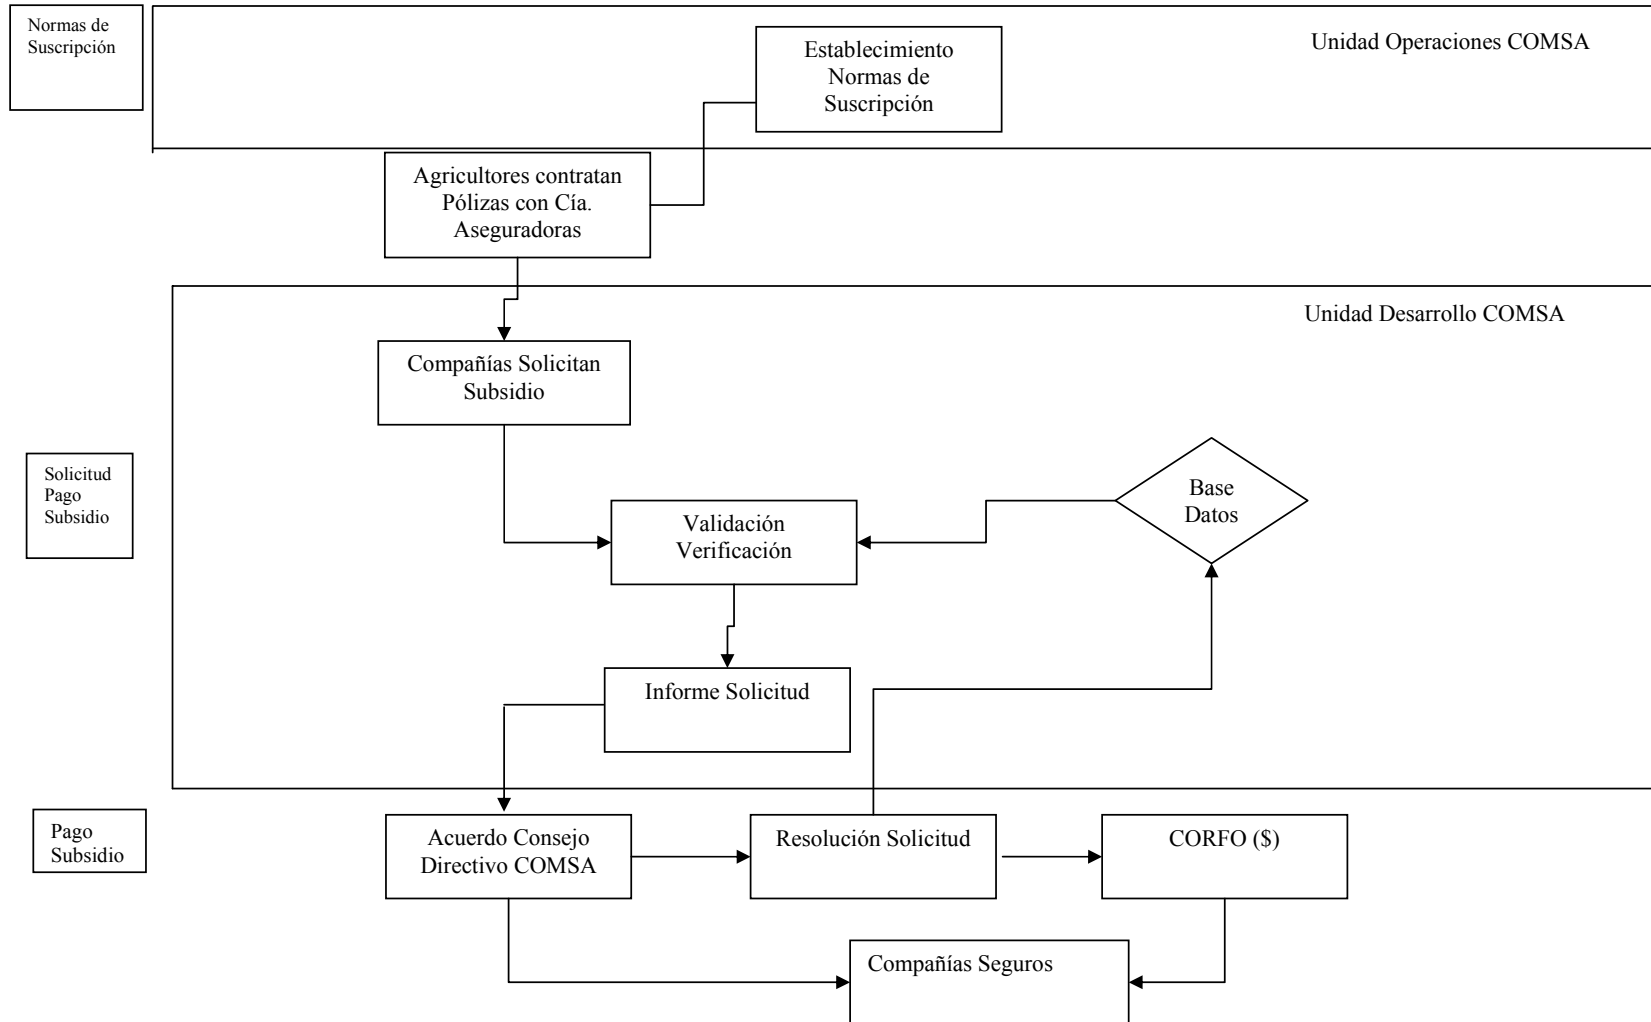 Normas de
Suscripción
Unidad Operaciones COMSA
Establecimiento
Normas de
Suscripción
Agricultores contratan
Pólizas con Cía.
Aseguradoras
Unidad Desarrollo COMSA
Compañías Solicitan
Subsidio
Solicitud
Pago
Subsidio
Base
Datos
Validación
Verificación
Informe Solicitud
Pago
Subsidio
Acuerdo Consejo
Directivo COMSA
Resolución Solicitud
CORFO ($)
Compañías Seguros